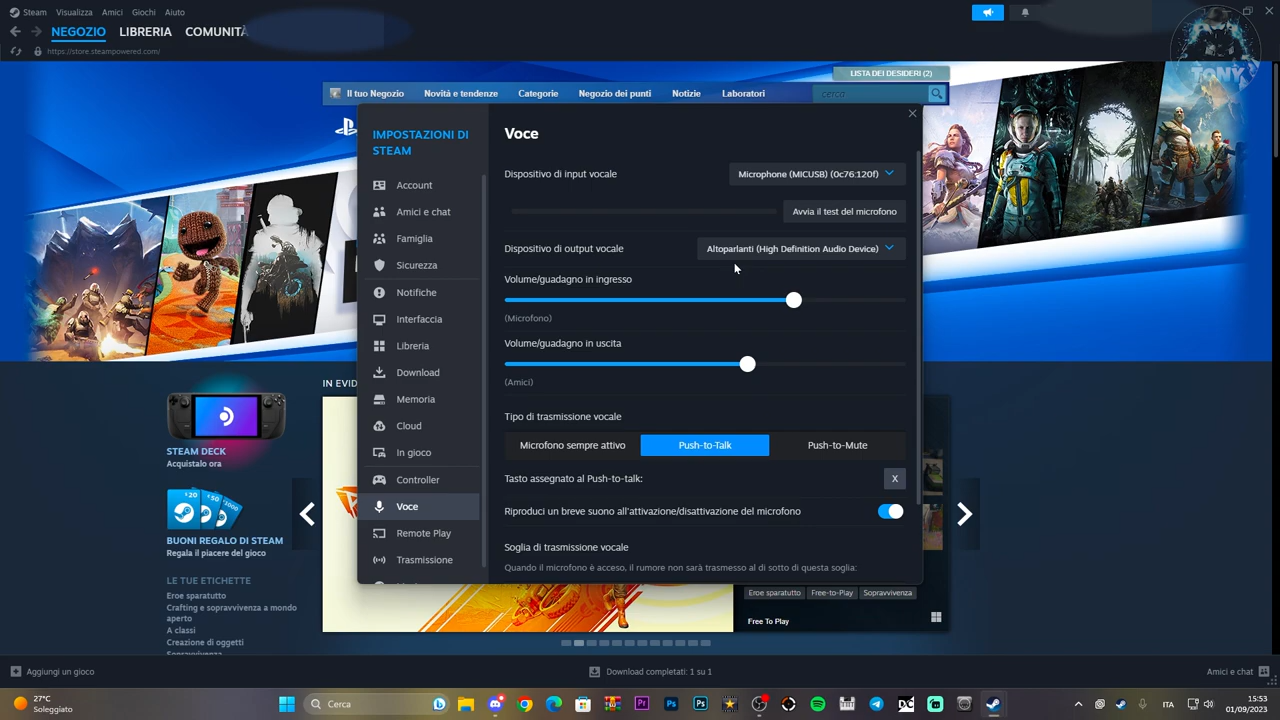 Steam Visualizza Amici Giochi Aiuto
NEGOZIO LIBRERIA COMUNITÀ
https://store.steampowered.com/
TONY
LISTA DEI DESIDERI (2)
Il tuo Negozio Novità e tendenze Categorie Negozio dei punti Notizie Laboratori cerca
IMPOSTAZIONI DI
STEAM
Account
Amici e chat
Famiglia
Sicurezza
Notifiche
Interfaccia
Libreria
Download
Memoria
Cloud
In gioco
Controller
Voce
Remote Play
Trasmissione
Voce
Dispositivo di input vocale Microphone (MICUSB) (0c76:120f)
Avvia il test del microfono
Dispositivo di output vocale Altoparlanti (High Definition Audio Device)
Volume/guadagno in ingresso
(Microfono)
Volume/guadagno in uscita
(Amici)
Tipo di trasmissione vocale
Microfono sempre attivo Push-to-Talk Push-to-Mute
Tasto assegnato al Push-to-talk: X
Riproduci un breve suono all'attivazione/disattivazione del microfono
Soglia di trasmissione vocale
Quando il microfono è acceso, il rumore non sarà trasmesso al di sotto di questa soglia:
IN EVID
STEAM DECK
Acquistalo ora
$20 $50 $100
BUONI REGALO DI STEAM
Regala il piacere del gioco
LE TUE ETICHETTE
Eroe sparatutto
Crafting e sopravvivenza a mondo
aperto
A classi
Creazione di oggetti
Sopravvivenza
Eroe sparatutto Free-to-Play Sopravvivenza
Free To Play
Aggiungi un gioco Download completati: 1 su 1 Amici e chat
27°C
Soleggiato
Cerca
ITA
15:53
01/09/2023